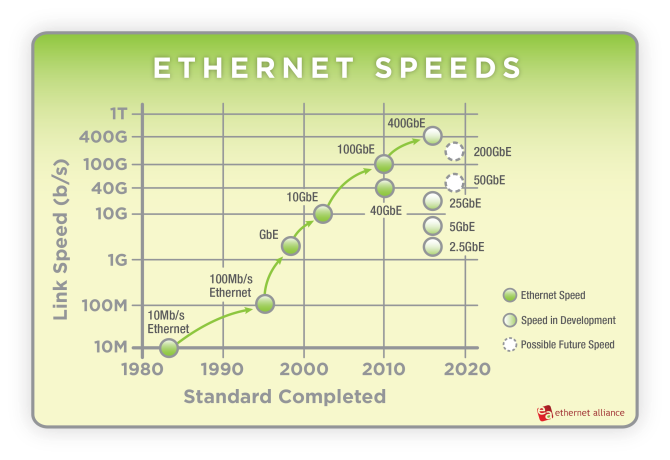 ETHERNET SPEEDS
Link Speed (b/s)
1T
400G
100G
40G
10G
1G
100M
10M
400GbE
100GbE
200GbE
50GbE
40GbE
25GbE
10GbE
5GbE
2.5GbE
GbE
100Mb/s
Ethernet
10Mb/s
Ethernet
Ethernet Speed
Speed in Development
Possible Future Speed
1980
1990
2000
2010
2020
Standard Completed
ea ethernet alliance